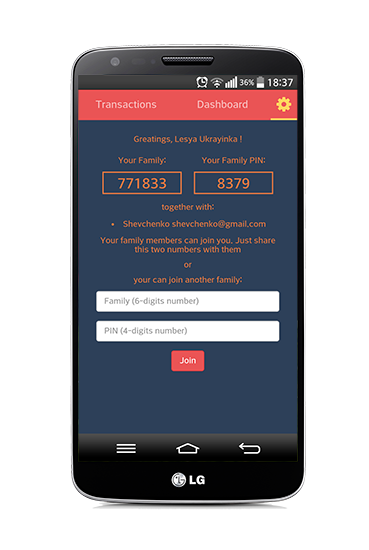 36% 18:37
Transactions Dashboard
Greatings, Lesya Ukrayinka !
Your Family: Your Family PIN:
771833 8379
together with:
• Shevchenko shevchenko@gmail.com
Your family members can join you. Just share
this two numbers with them
or
your can join another family:
Family (6-digits number)
PIN (4-digits number)
Join
LG